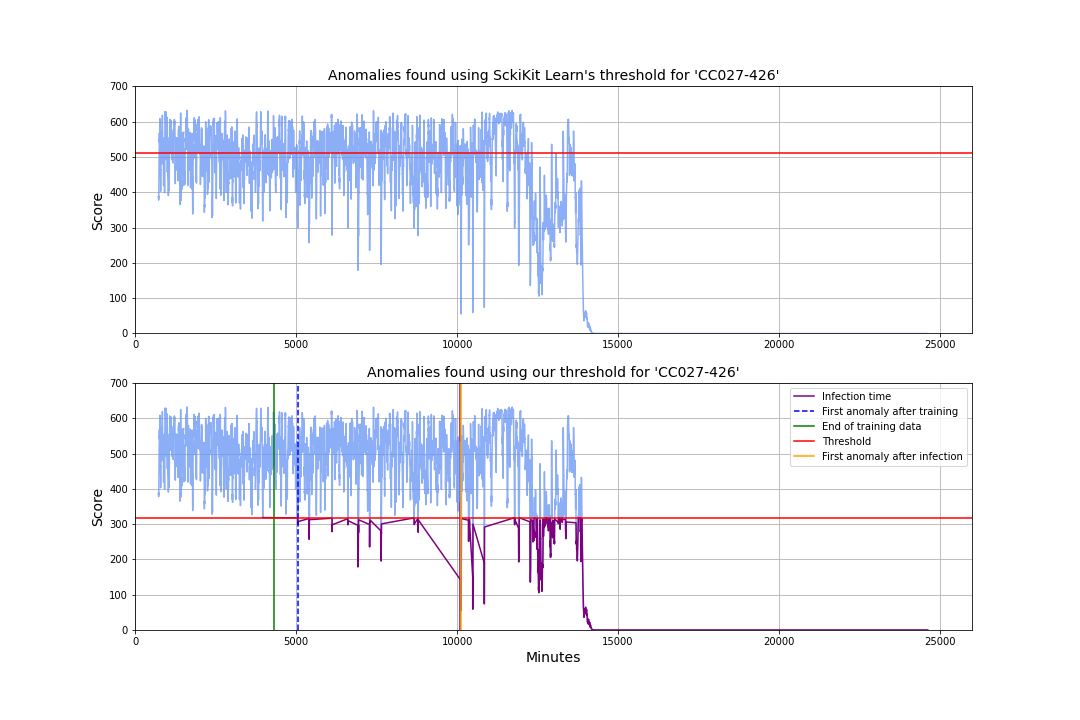 Anomalies found using SckiKit Learn's threshold for 'CC027-426'
700
600
500
400
300
200
100
0
Score
0 5000 10000 15000 20000 25000
Anomalies found using our threshold for 'CC027-426'
700
600
500
400
300
200
100
0
Score
Infection time
First anomaly after training
End of training data
Threshold
First anomaly after infection
0 5000 10000 15000 20000 25000
Minutes